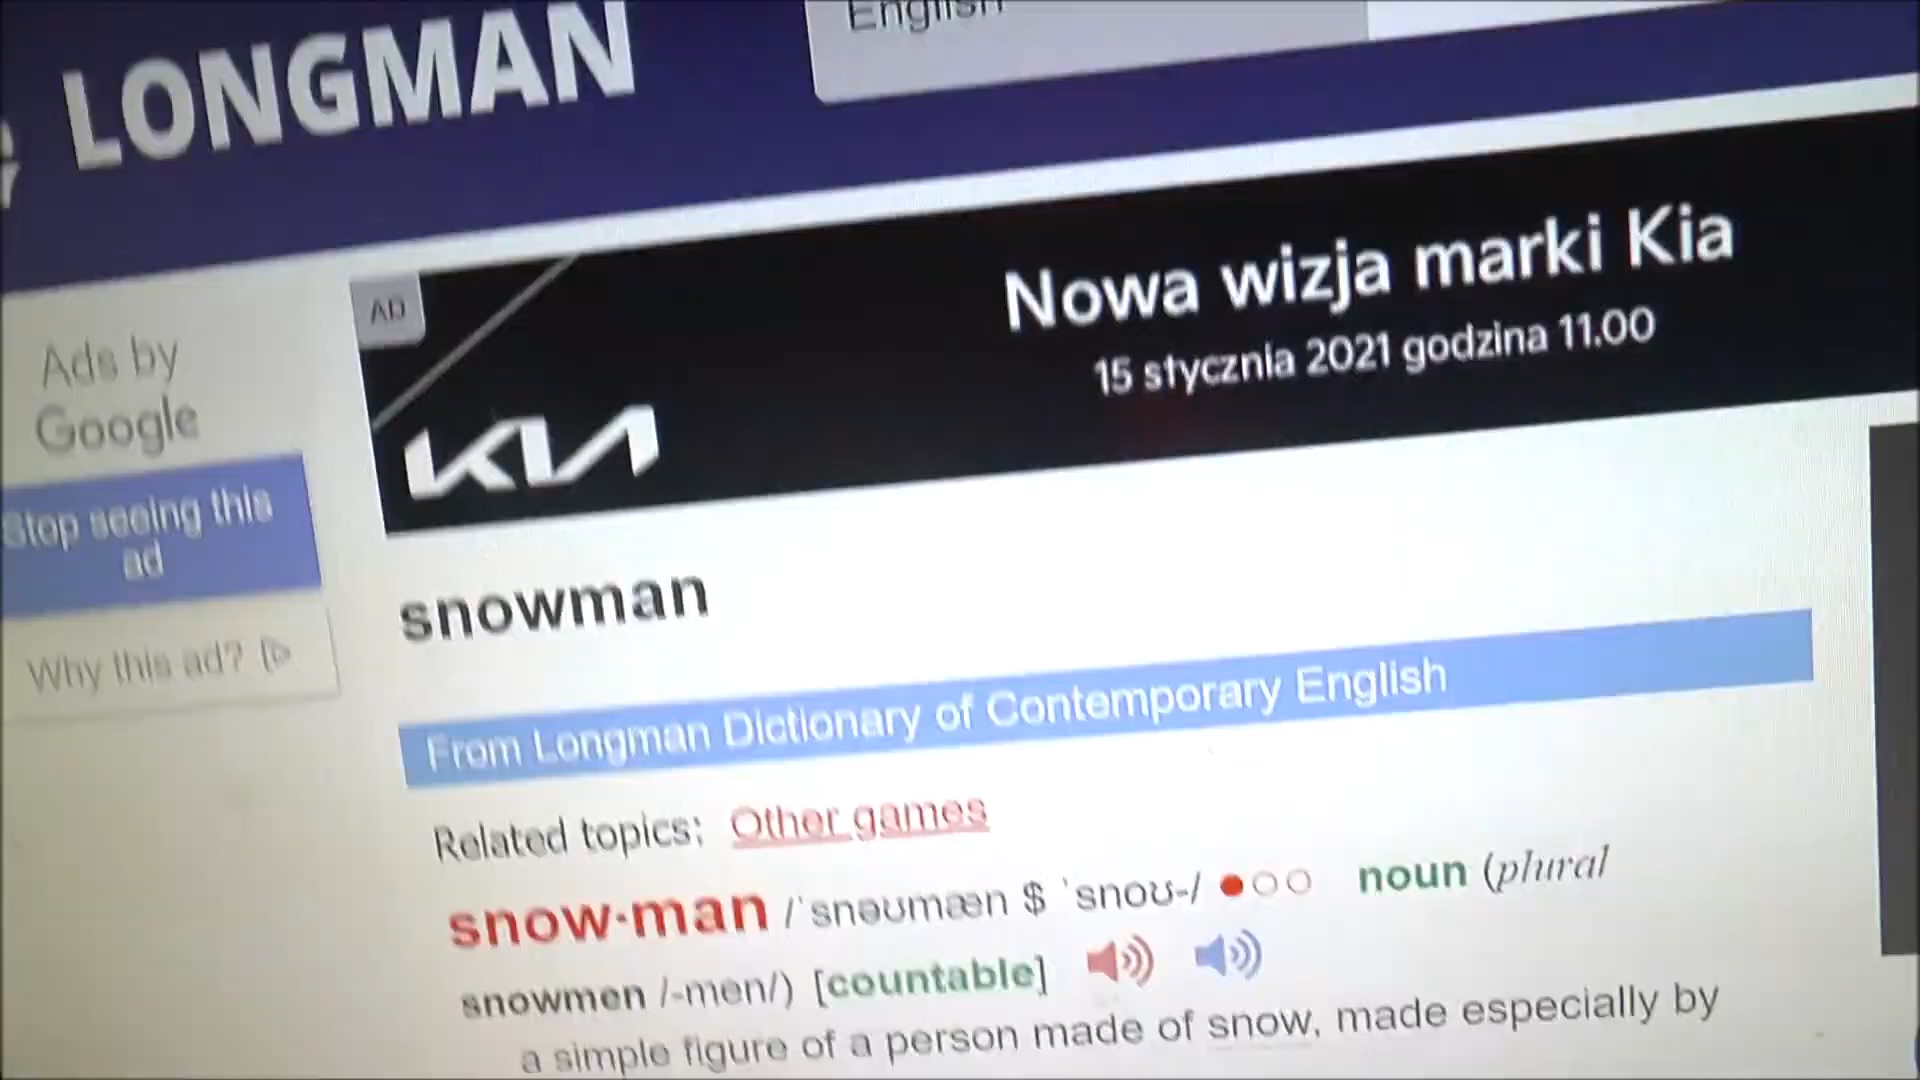 LONGMAN
English
Nowa wizja marki Kia
15 stycznia 2021 godzina 11.00
AD
KIA
Ads by
Google
Stop seeing this
ad
Why this ad?
snowman
From Longman Dictionary of Contemporary English
Related topics: Other games
snow·man /ˈsnəʊmæn $ ˈsnoʊ-/ ●○○ noun (plural
snowmen /-men/) [countable]
a simple figure of a person made of snow, made especially by